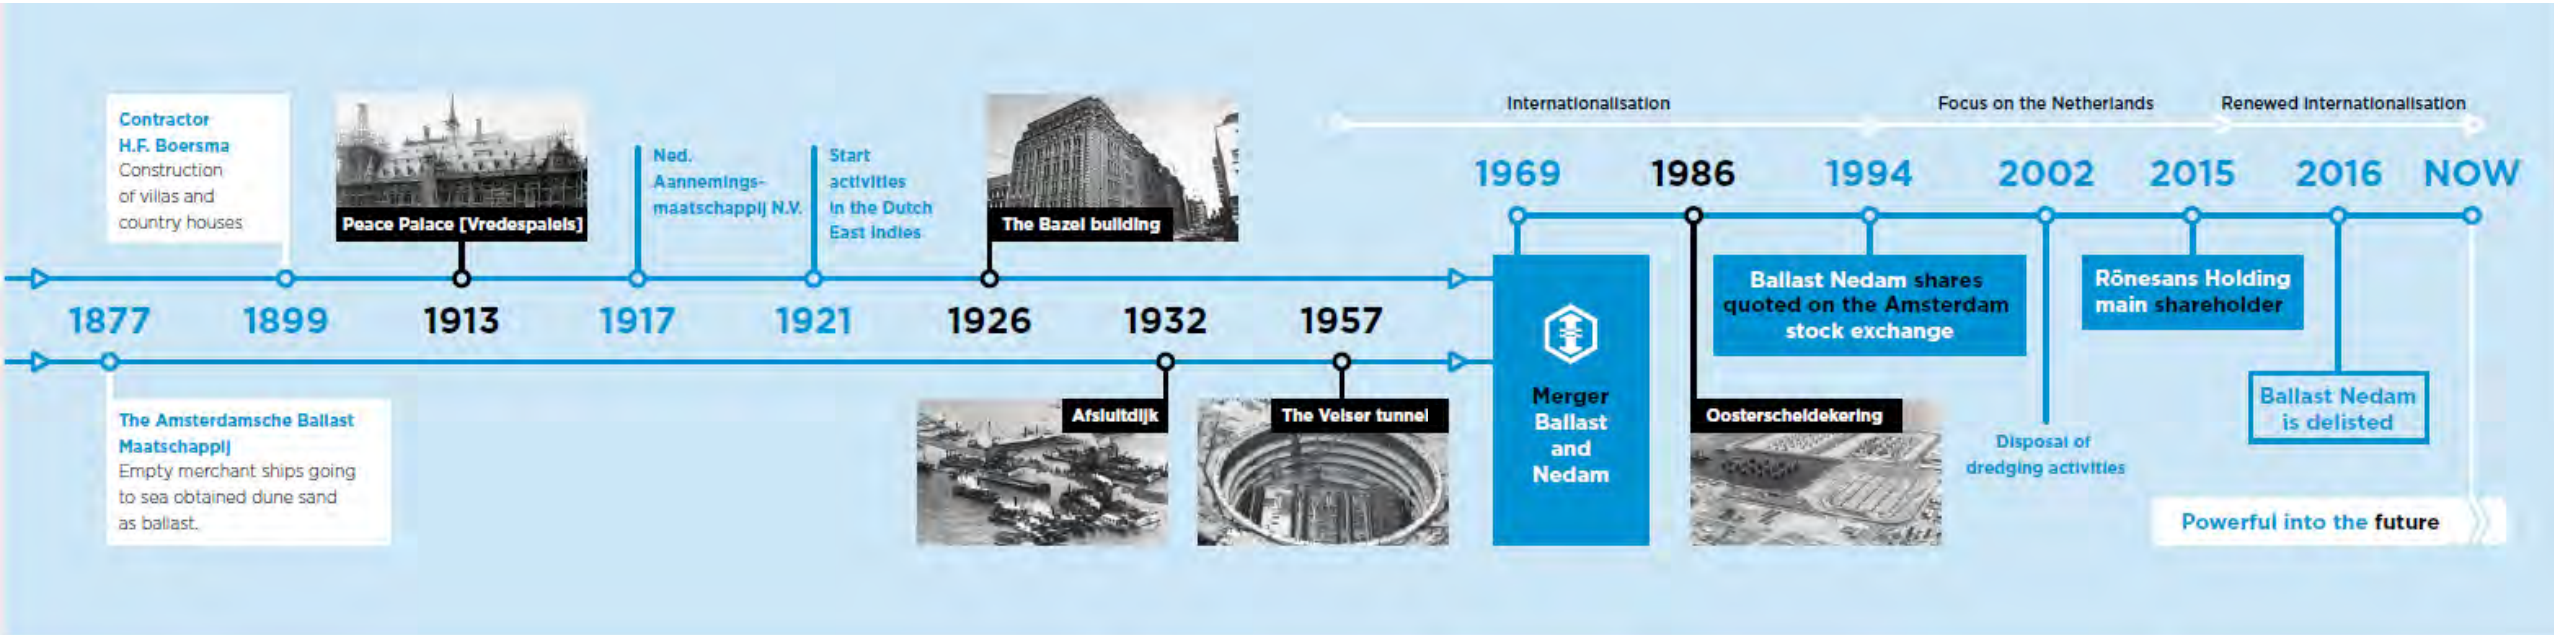 Contractor
H.F. Boersma
Construction
of villas and
country houses
Peace Palace [Vredespaleis]
Ned.
Aannemings-
maatschappij N.V.
Start
activities
in the Dutch
East Indies
The Bazel building
1877 1899 1913 1917 1921 1926 1932 1957
The Amsterdamsche Ballast
Maatschappij
Empty merchant ships going
to sea obtained dune sand
as ballast.
Afsluitdijk
The Velser tunnel
Internationalisation Focus on the Netherlands Renewed internationalisation
1969 1986 1994 2002 2015 2016 NOW
Merger
Ballast
and
Nedam
Oosterscheldekering
Ballast Nedam shares
quoted on the Amsterdam
stock exchange
Disposal of
dredging activities
Rönesans Holding
main shareholder
Ballast Nedam
is delisted
Powerful into the future